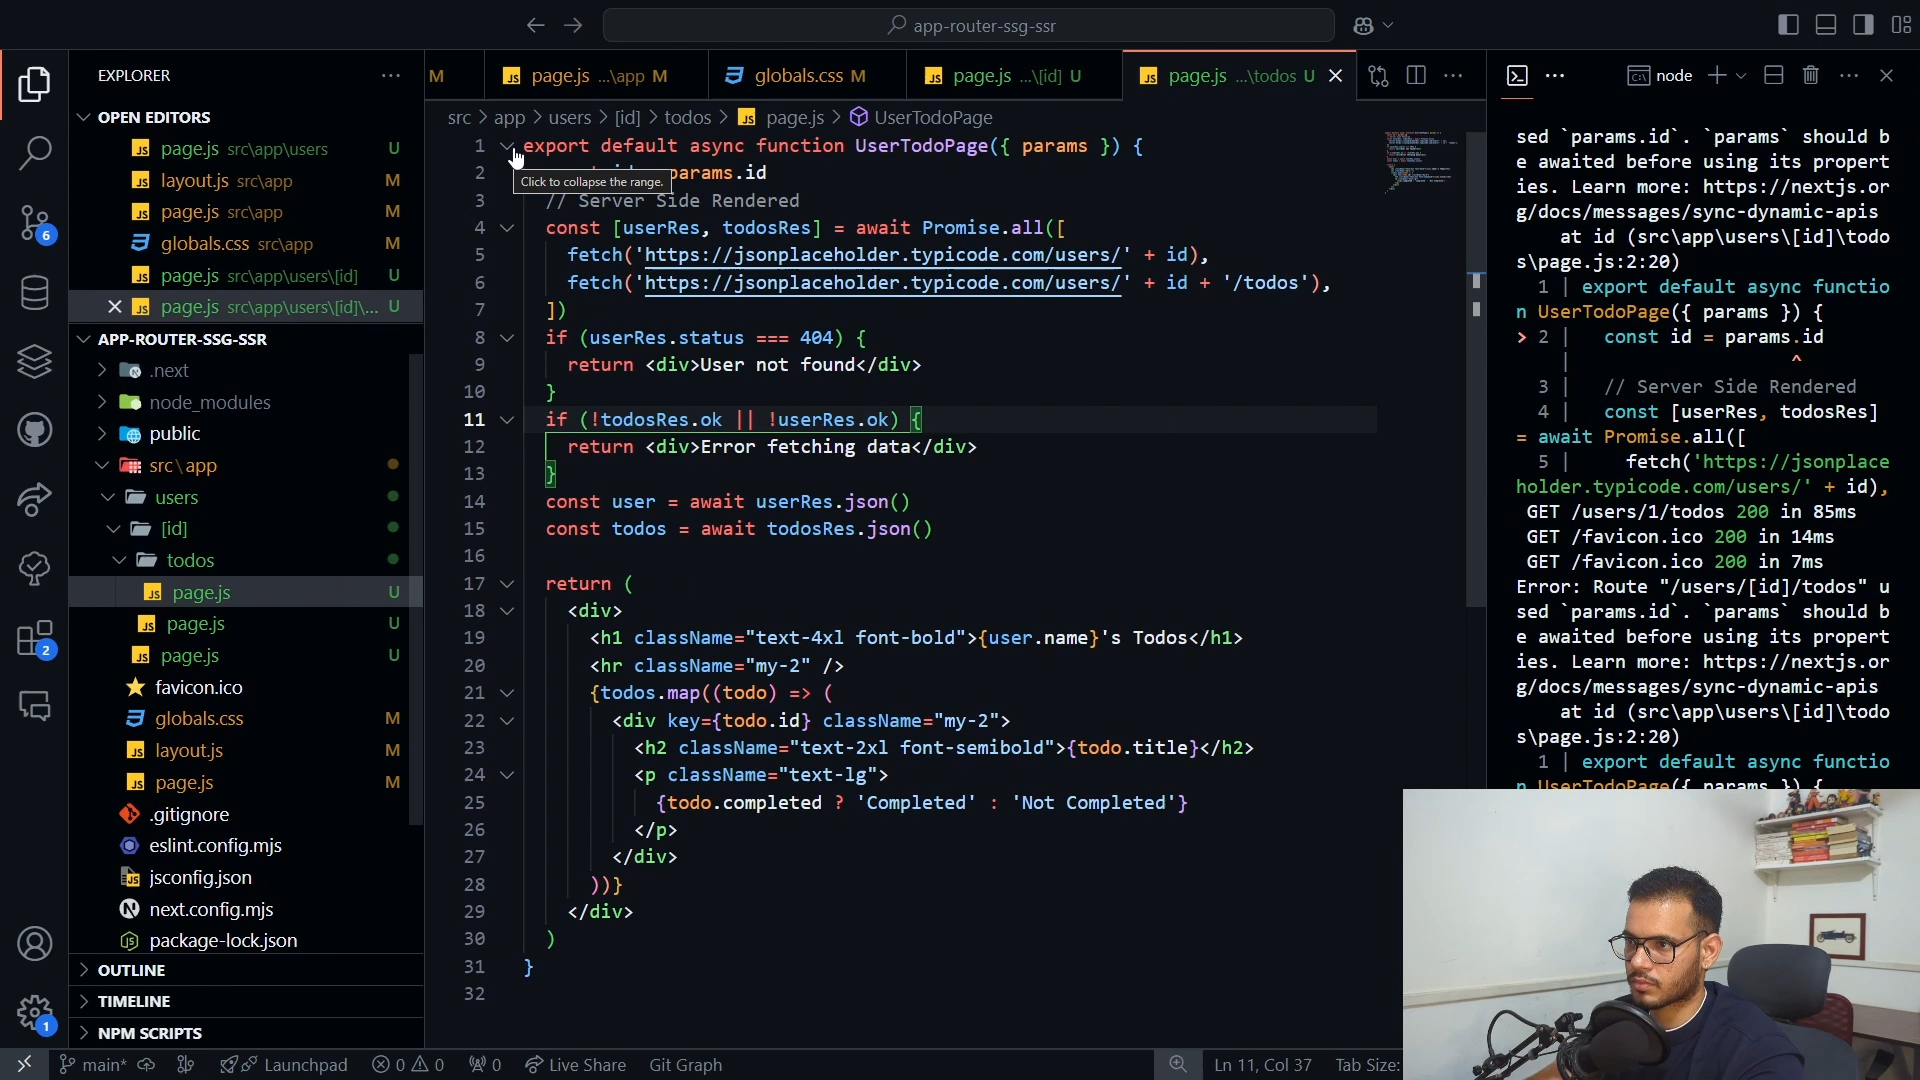 app-router-ssg-ssr
EXPLORER
OPEN EDITORS
page.js src\app\users U
layout.js src\app M
page.js src\app M
globals.css src\app M
page.js src\app\users\[id] U
page.js src\app\users\[id]\... U
APP-ROUTER-SSG-SSR
.next
node_modules
public
src\app
users
[id]
todos
page.js U
page.js U
page.js U
favicon.ico
globals.css M
layout.js M
page.js M
.gitignore
eslint.config.mjs
jsconfig.json
next.config.mjs
package-lock.json
OUTLINE
TIMELINE
NPM SCRIPTS
6
2
1
M
page.js ...\app M
globals.css M
page.js ...\[id] U
page.js ...\todos U
src > app > users > [id] > todos > page.js > UserTodoPage
1 export default async function UserTodoPage({ params }) {
2 params.id
Click to collapse the range.
3 // Server Side Rendered
4 const [userRes, todosRes] = await Promise.all([
5 fetch('https://jsonplaceholder.typicode.com/users/' + id),
6 fetch('https://jsonplaceholder.typicode.com/users/' + id + '/todos'),
7 ])
8 if (userRes.status === 404) {
9 return <div>User not found</div>
10 }
11 if (!todosRes.ok || !userRes.ok) {
12 return <div>Error fetching data</div>
13 }
14 const user = await userRes.json()
15 const todos = await todosRes.json()
16
17 return (
18 <div>
19 <h1 className="text-4xl font-bold">{user.name}'s Todos</h1>
20 <hr className="my-2" />
21 {todos.map((todo) => (
22 <div key={todo.id} className="my-2">
23 <h2 className="text-2xl font-semibold">{todo.title}</h2>
24 <p className="text-lg">
25 {todo.completed ? 'Completed' : 'Not Completed'}
26 </p>
27 </div>
28 ))}
29 </div>
30 )
31 }
32
node
sed `params.id`. `params` should b
e awaited before using its propert
ies. Learn more: https://nextjs.or
g/docs/messages/sync-dynamic-apis
at id (src\app\users\[id]\todo
s\page.js:2:20)
1 | export default async functio
n UserTodoPage({ params }) {
> 2 | const id = params.id
| ^
3 | // Server Side Rendered
4 | const [userRes, todosRes]
= await Promise.all([
5 | fetch('https://jsonplace
holder.typicode.com/users/' + id),
GET /users/1/todos 200 in 85ms
GET /favicon.ico 200 in 14ms
GET /favicon.ico 200 in 7ms
Error: Route "/users/[id]/todos" u
sed `params.id`. `params` should b
e awaited before using its propert
ies. Learn more: https://nextjs.or
g/docs/messages/sync-dynamic-apis
at id (src\app\users\[id]\todo
s\page.js:2:20)
1 | export default async functio
n UserTodoPage({ params }) {
main* Launchpad 0 0 0 Live Share Git Graph Ln 11, Col 37 Tab Size: